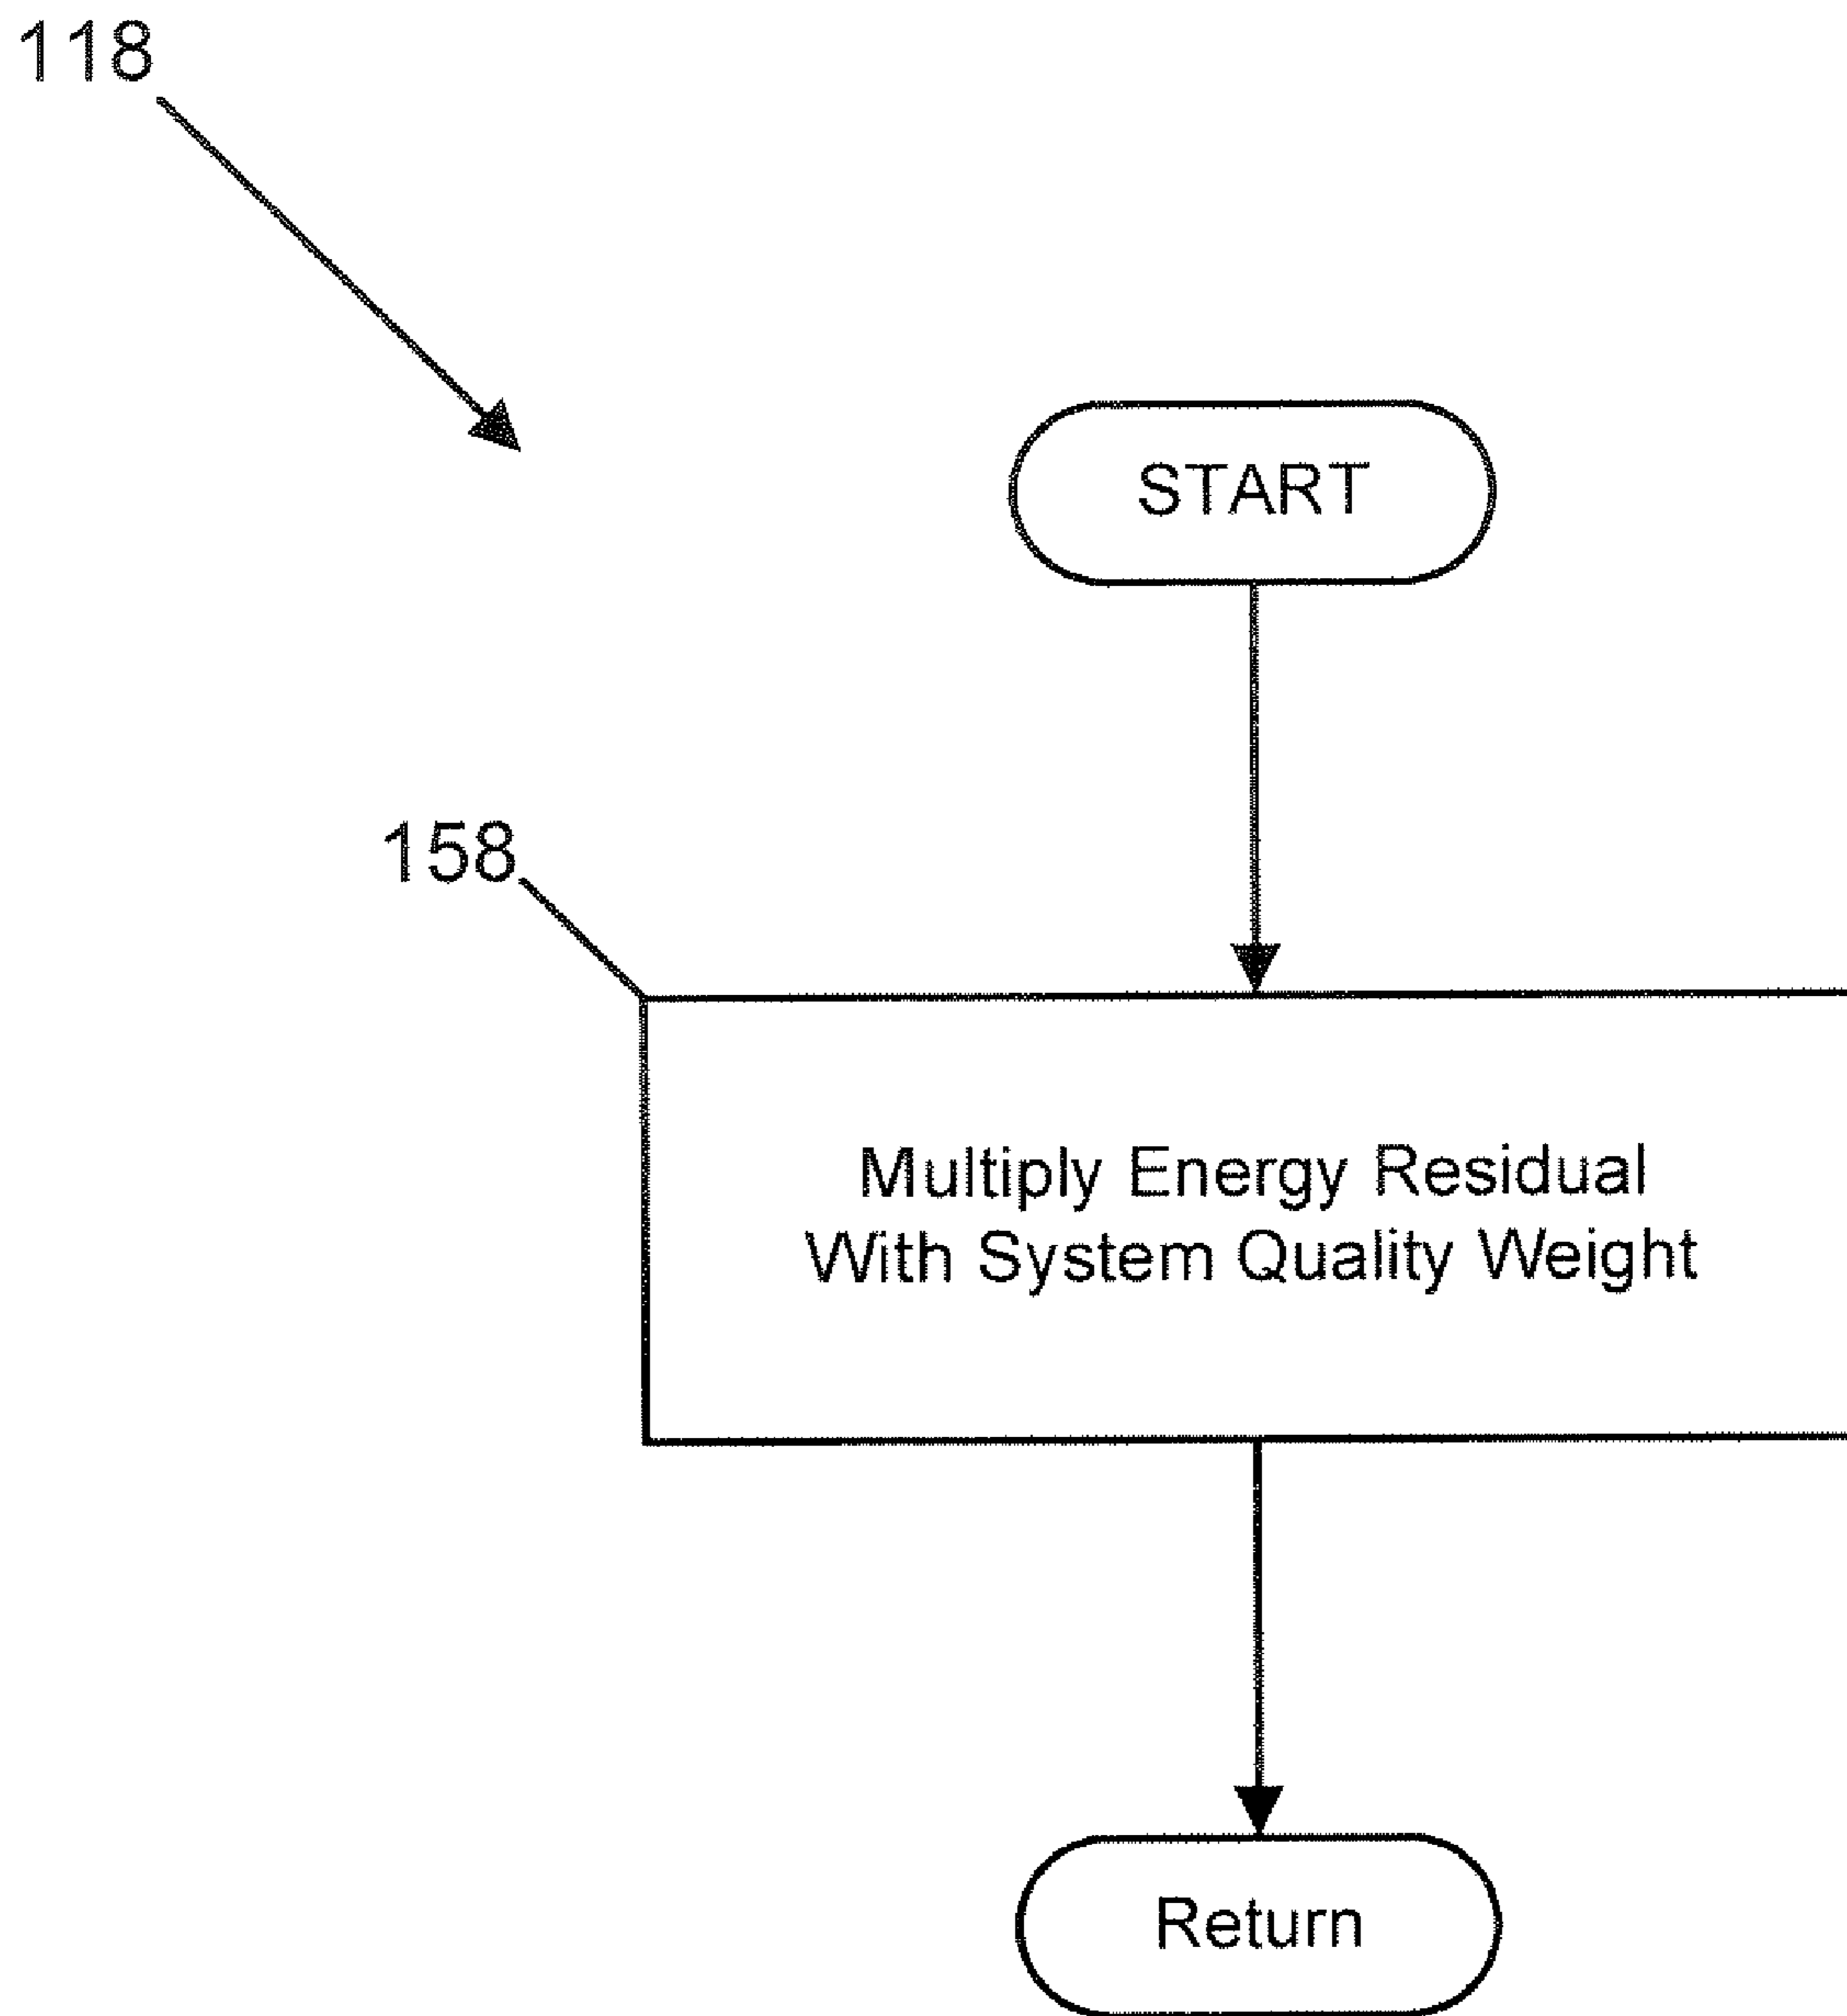 118
START
158
Multiply Energy Residual
With System Quality Weight
Return